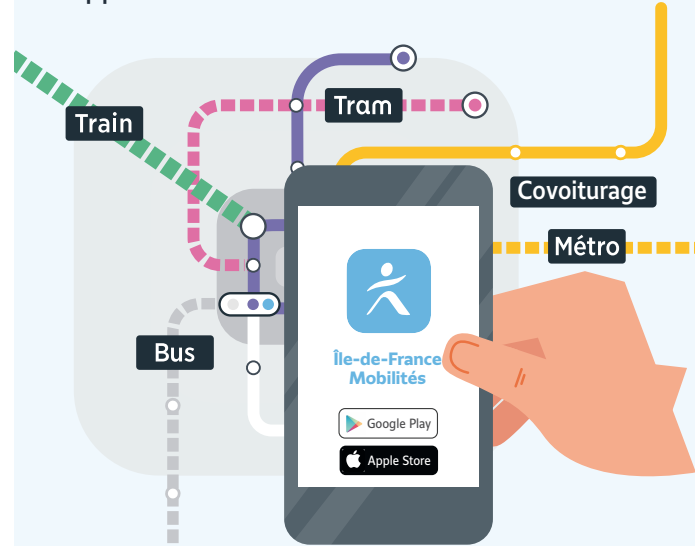 Tram
Train
Covoiturage
Métro
Bus
Île-de-France
Mobilités
Google Play
Apple Store